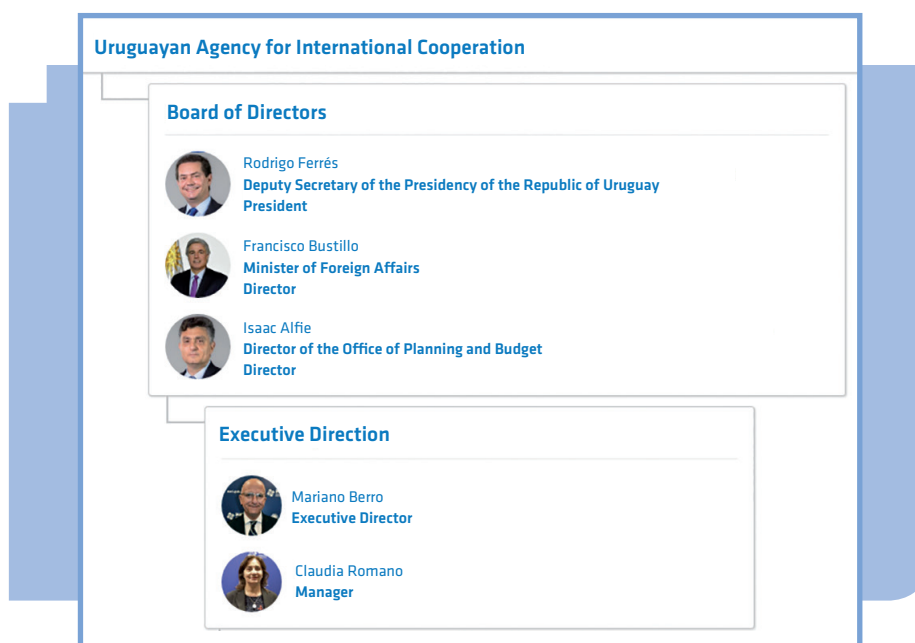 Uruguayan Agency for International Cooperation
Board of Directors
Rodrigo Ferrés
Deputy Secretary of the Presidency of the Republic of Uruguay
President
Francisco Bustillo
Minister of Foreign Affairs
Director
Isaac Alfie
Director of the Office of Planning and Budget
Director
Executive Direction
Mariano Berro
Executive Director
Claudia Romano
Manager